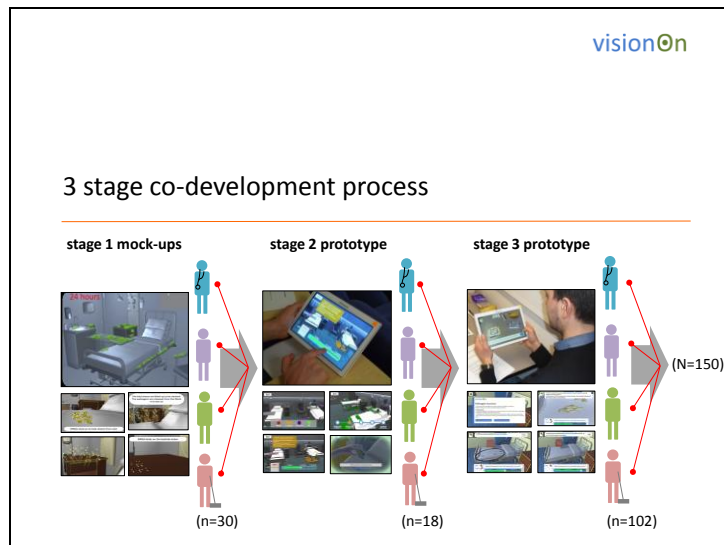 visionOn
3 stage co-development process
stage 1 mock-ups
stage 2 prototype
stage 3 prototype
24 hours
(N=150)
(n=30)
(n=18)
(n=102)